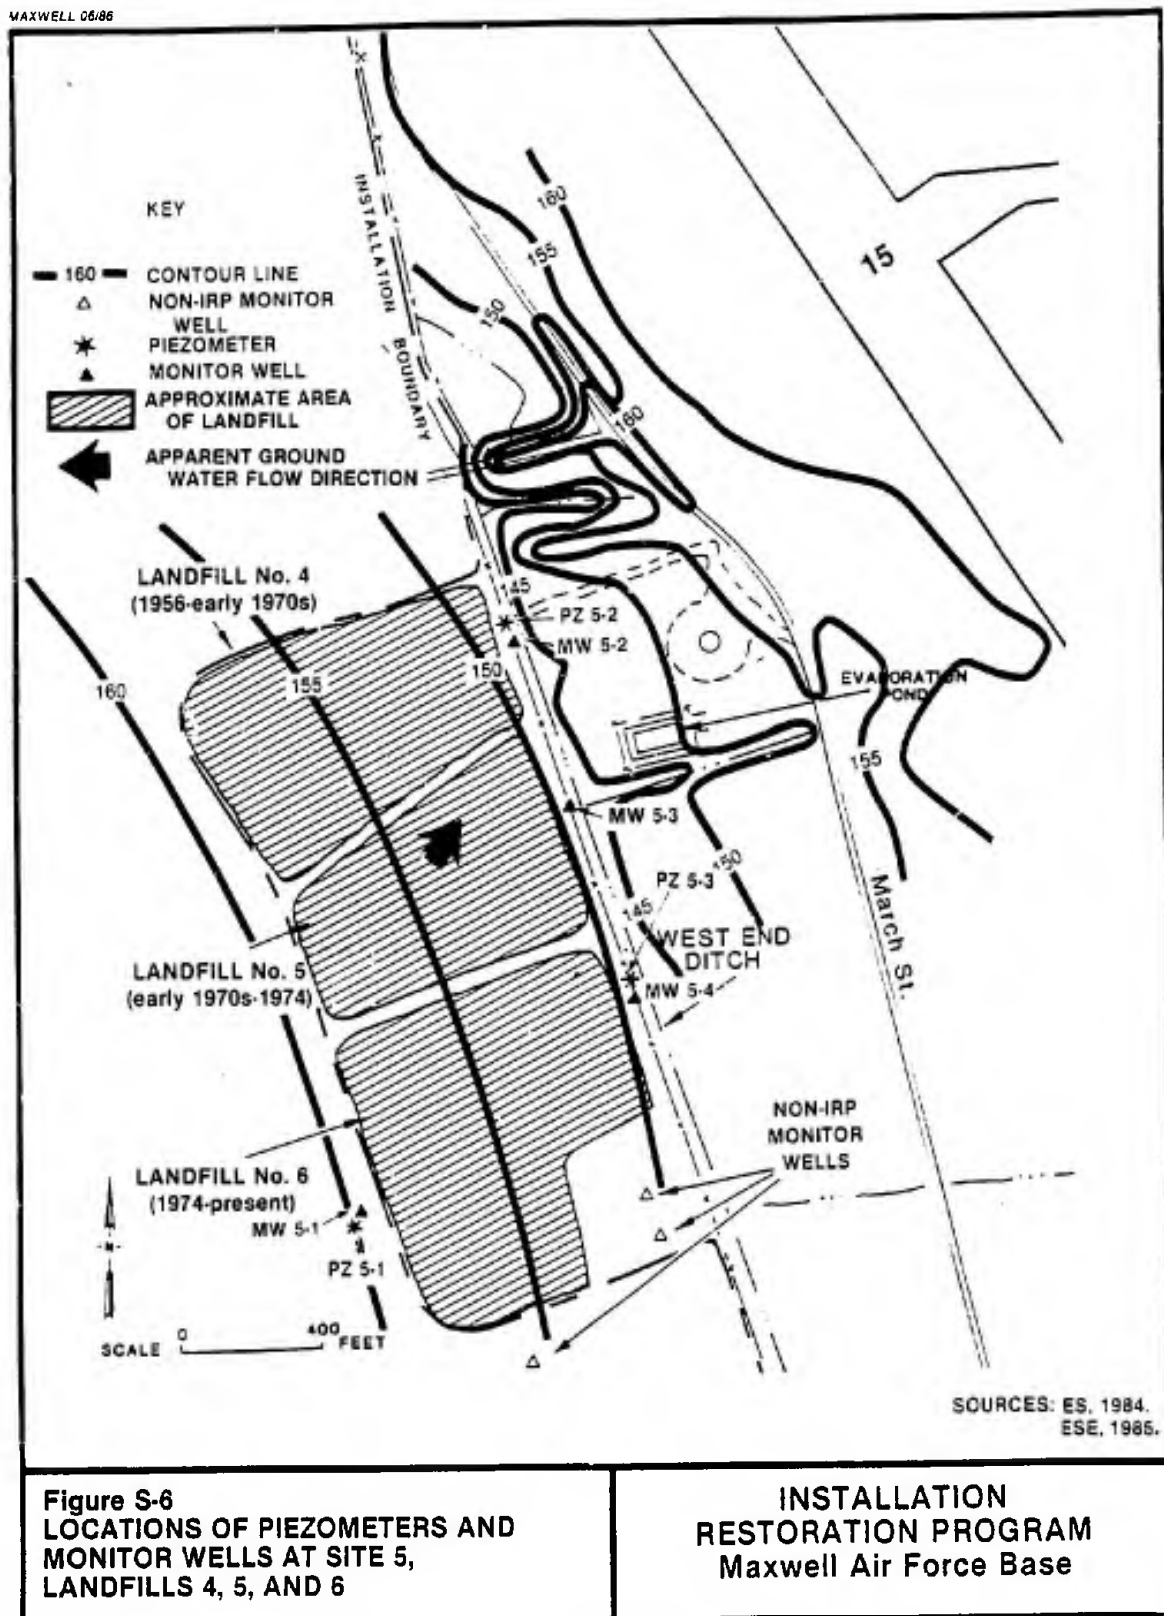 MAXWELL 06/86
KEY
160 CONTOUR LINE
NON-IRP MONITOR
WELL
PIEZOMETER
MONITOR WELL
APPROXIMATE AREA
OF LANDFILL
APPARENT GROUND
WATER FLOW DIRECTION
INSTALLATION BOUNDARY
160
155
150
15
160
LANDFILL No. 4
(1956-early 1970s)
45
PZ 5-2
MW 5-2
160
155
150
EVAPORATION
POND
155
MW 5-3
150
PZ 5-3
145
WEST END
DITCH
MW 5-4
March St.
LANDFILL No. 5
(early 1970s-1974)
NON-IRP
MONITOR
WELLS
LANDFILL No. 6
(1974-present)
MW 5-1
PZ 5-1
0 400
SCALE FEET
SOURCES: ES, 1984.
ESE, 1985.
Figure S-6
LOCATIONS OF PIEZOMETERS AND
MONITOR WELLS AT SITE 5,
LANDFILLS 4, 5, AND 6
INSTALLATION
RESTORATION PROGRAM
Maxwell Air Force Base